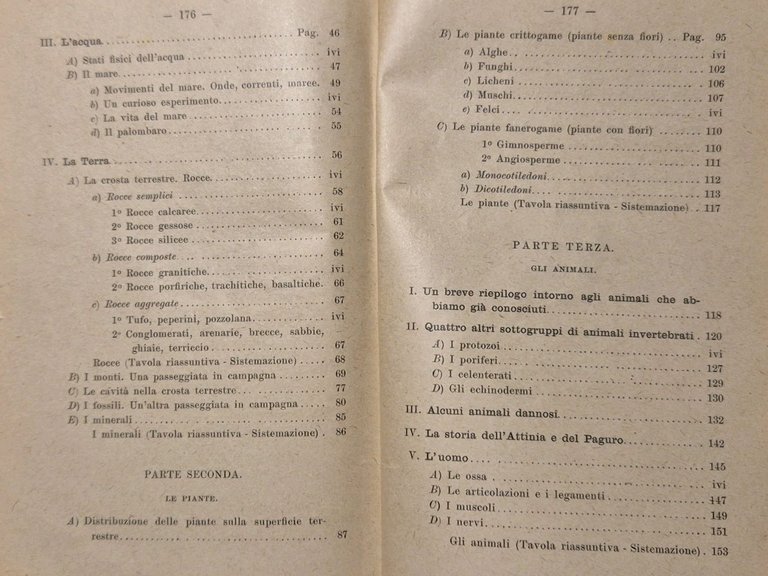 — 176 —
III. L'acqua Pag. 46
A) Stati fisici dell'acqua ivi
B) Il mare 47
a) Movimenti del mare. Onde, correnti, maree. 49
b) Un curioso esperimento ivi
c) La vita del mare 54
d) Il palombaro 55
IV. La Terra 56
A) La crosta terrestre. Rocce. ivi
a) Rocce semplici 58
1º Rocce calcaree ivi
2º Rocce gessose 61
3º Rocce silicee 62
b) Rocce composte 64
1º Rocce granitiche ivi
2º Rocce porfiriche, trachitiche, basaltiche. 66
c) Rocce aggregate 67
1º Tufo, peperini, pozzolana ivi
2º Conglomerati, arenarie, brecce, sabbie,
ghiaie, terriccio 67
Rocce (Tavola riassuntiva - Sistemazione) 68
B) I monti. Una passeggiata in campagna 69
C) Le cavità nella crosta terrestre 77
D) I fossili. Un'altra passeggiata in campagna 80
E) I minerali 85
I minerali (Tavola riassuntiva - Sistemazione) . 86
PARTE SECONDA.
LE PIANTE.
A) Distribuzione delle piante sulla superficie ter-
restre 87
— 177 —
B) Le piante crittogame (piante senza fiori) . . Pag. 95
a) Alghe ivi
b) Funghi 102
c) Licheni 106
d) Muschi 107
e) Felci ivi
C) Le piante fanerogame (piante con fiori) 110
1º Gimnosperme 110
2º Angiosperme 111
a) Monocotiledoni 112
b) Dicotiledoni 113
Le piante (Tavola riassuntiva - Sistemazione) . 117
PARTE TERZA.
GLI ANIMALI.
I. Un breve riepilogo intorno agli animali che ab-
biamo già conosciuti 118
II. Quattro altri sottogruppi di animali invertebrati . 120
A) I protozoi ivi
B) I poriferi 127
C) I celenterati 129
D) Gli echinodermi 130
III. Alcuni animali dannosi 132
IV. La storia dell'Attinia e del Paguro 142
V. L'uomo 145
A) Le ossa ivi
B) Le articolazioni e i legamenti 147
C) I muscoli 149
D) I nervi 151
Gli animali (Tavola riassuntiva - Sistemazione) . 153